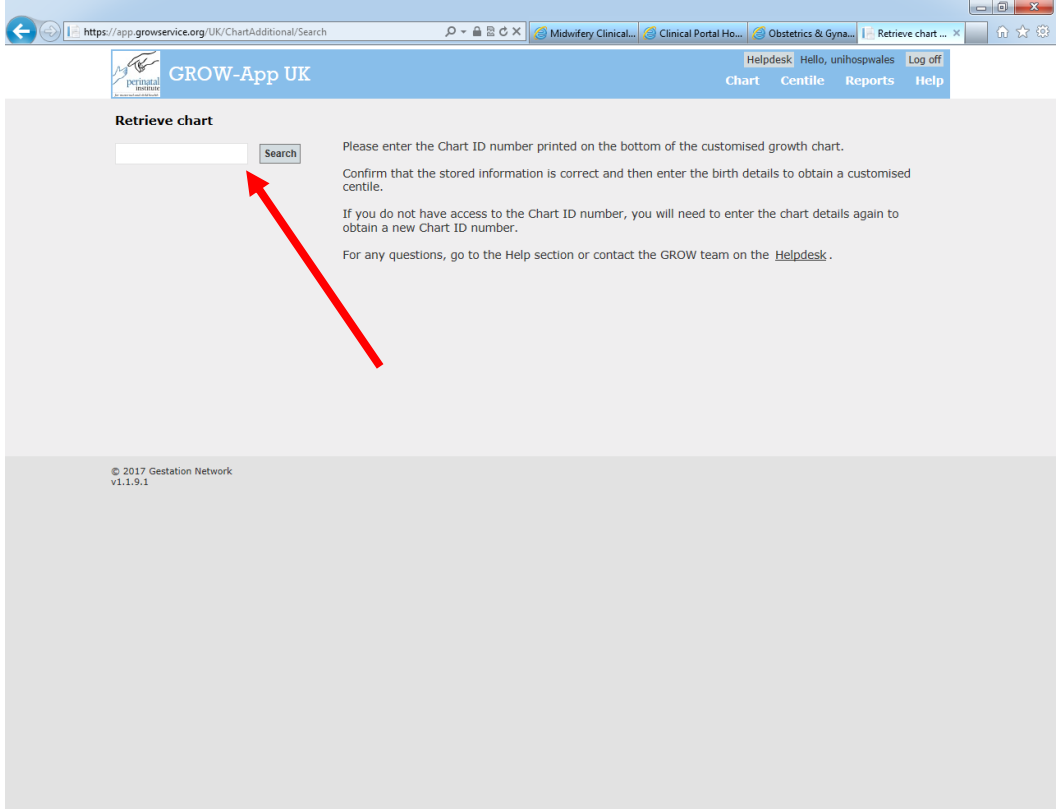 https://app.growservice.org/UK/ChartAdditional/Search
Midwifery Clinical...
Clinical Portal Ho...
Obstetrics & Gyna...
Retrieve chart ...
perinatal
institute
GROW-App UK
Helpdesk Hello, unihospwales Log off
Chart Centile Reports Help
Retrieve chart
Search
Please enter the Chart ID number printed on the bottom of the customised growth chart.
Confirm that the stored information is correct and then enter the birth details to obtain a customised
centile.
If you do not have access to the Chart ID number, you will need to enter the chart details again to
obtain a new Chart ID number.
For any questions, go to the Help section or contact the GROW team on the Helpdesk .
© 2017 Gestation Network
v1.1.9.1